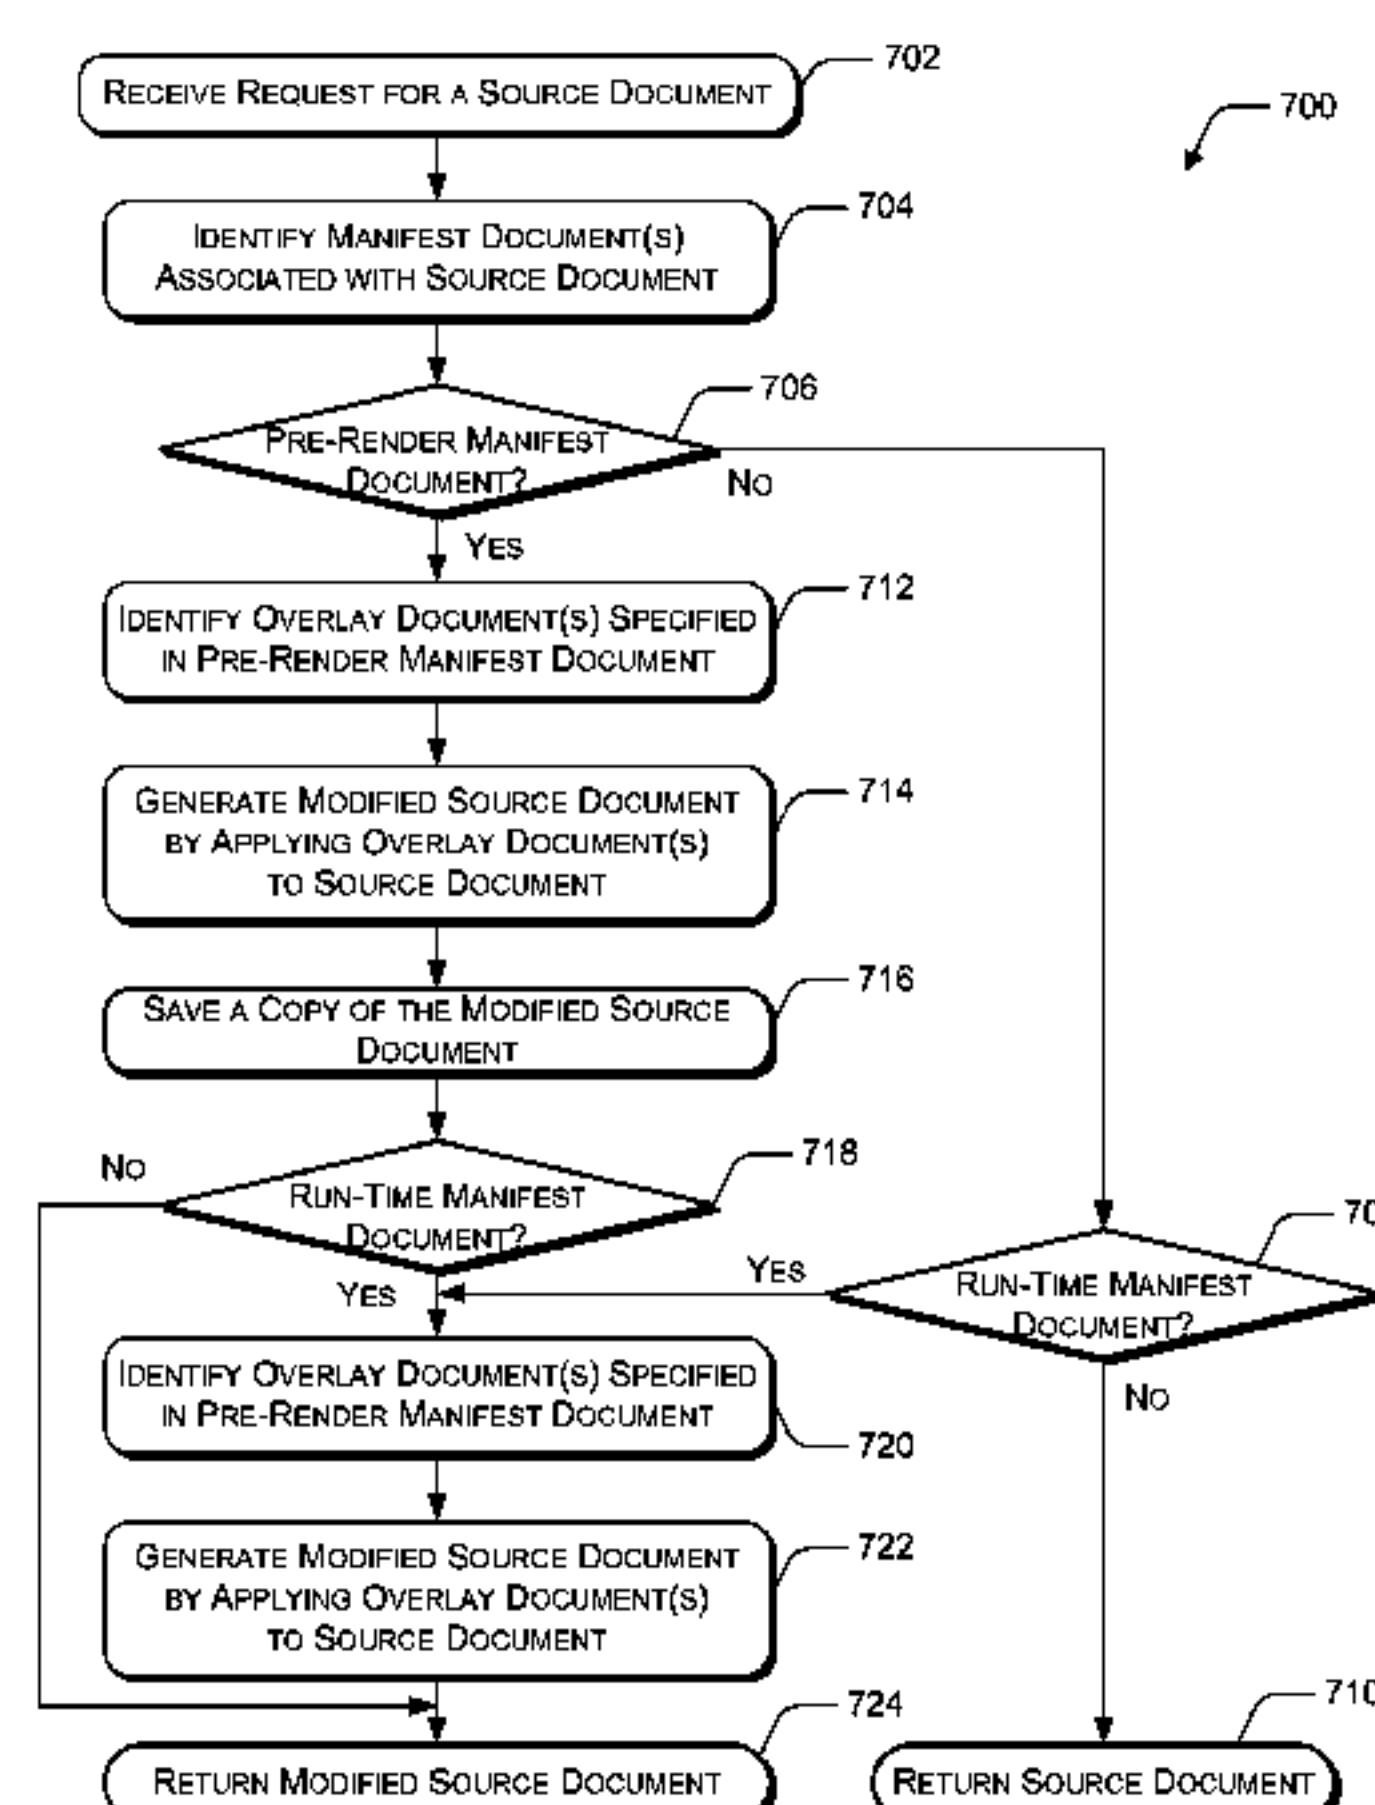 RECEIVE REQUEST FOR A SOURCE DOCUMENT
702
700
IDENTIFY MANIFEST DOCUMENT(S)
ASSOCIATED WITH SOURCE DOCUMENT
704
PRE-RENDER MANIFEST
DOCUMENT?
706
NO
YES
IDENTIFY OVERLAY DOCUMENT(S) SPECIFIED
IN PRE-RENDER MANIFEST DOCUMENT
712
GENERATE MODIFIED SOURCE DOCUMENT
BY APPLYING OVERLAY DOCUMENT(S)
TO SOURCE DOCUMENT
714
SAVE A COPY OF THE MODIFIED SOURCE
DOCUMENT
716
NO
RUN-TIME MANIFEST
DOCUMENT?
718
YES
RUN-TIME MANIFEST
DOCUMENT?
YES
NO
IDENTIFY OVERLAY DOCUMENT(S) SPECIFIED
IN PRE-RENDER MANIFEST DOCUMENT
720
GENERATE MODIFIED SOURCE DOCUMENT
BY APPLYING OVERLAY DOCUMENT(S)
TO SOURCE DOCUMENT
722
RETURN MODIFIED SOURCE DOCUMENT
724
RETURN SOURCE DOCUMENT
710